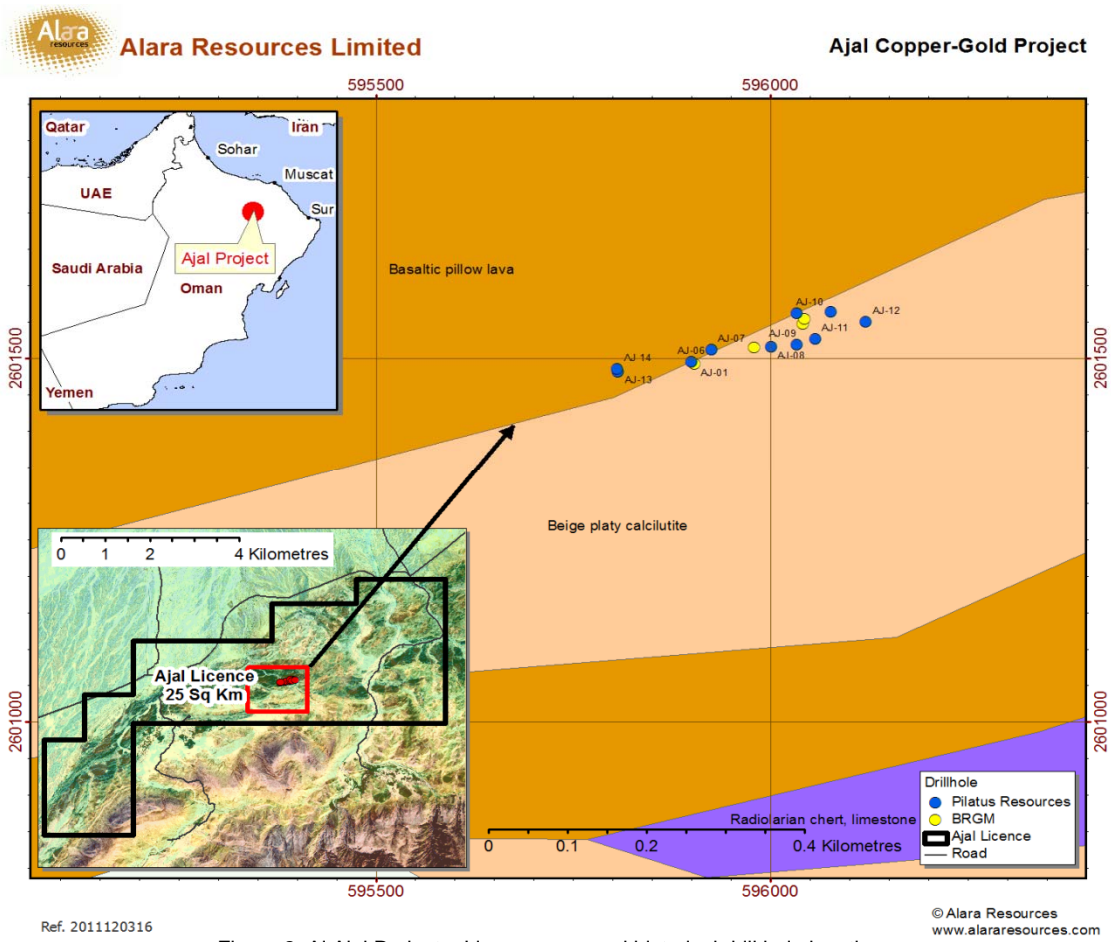 Alara
resources
Alara Resources Limited
Ajal Copper-Gold Project
595500
596000
Qatar
Iran
Sohar
Muscat
UAE
Sur
Ajal Project
Saudi Arabia
Oman
Yemen
Basaltic pillow lava
2601500
2601500
AJ-14
AJ-13
AJ-06
AJ-01
AJ-07
AJ-09
AJ-08
AJ-10
AJ-11
AJ-12
Beige platy calcilutite
0 1 2 4 Kilometres
Ajal Licence
25 Sq Km
2601000
2601000
Radiolarian chert, limestone
0 0.1 0.2 0.4 Kilometres
Drillhole
Pilatus Resources
BRGM
Ajal Licence
Road
595500
596000
Ref. 2011120316
© Alara Resources
www.alararesources.com